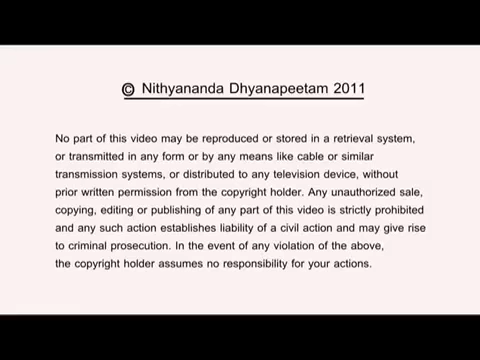 © Nithyananda Dhyanapeetam 2011
No part of this video may be reproduced or stored in a retrieval system,
or transmitted in any form or by any means like cable or similar
transmission systems, or distributed to any television device, without
prior written permission from the copyright holder. Any unauthorized sale,
copying, editing or publishing of any part of this video is strictly prohibited
and any such action establishes liability of a civil action and may give rise
to criminal prosecution. In the event of any violation of the above,
the copyright holder assumes no responsibility for your actions.